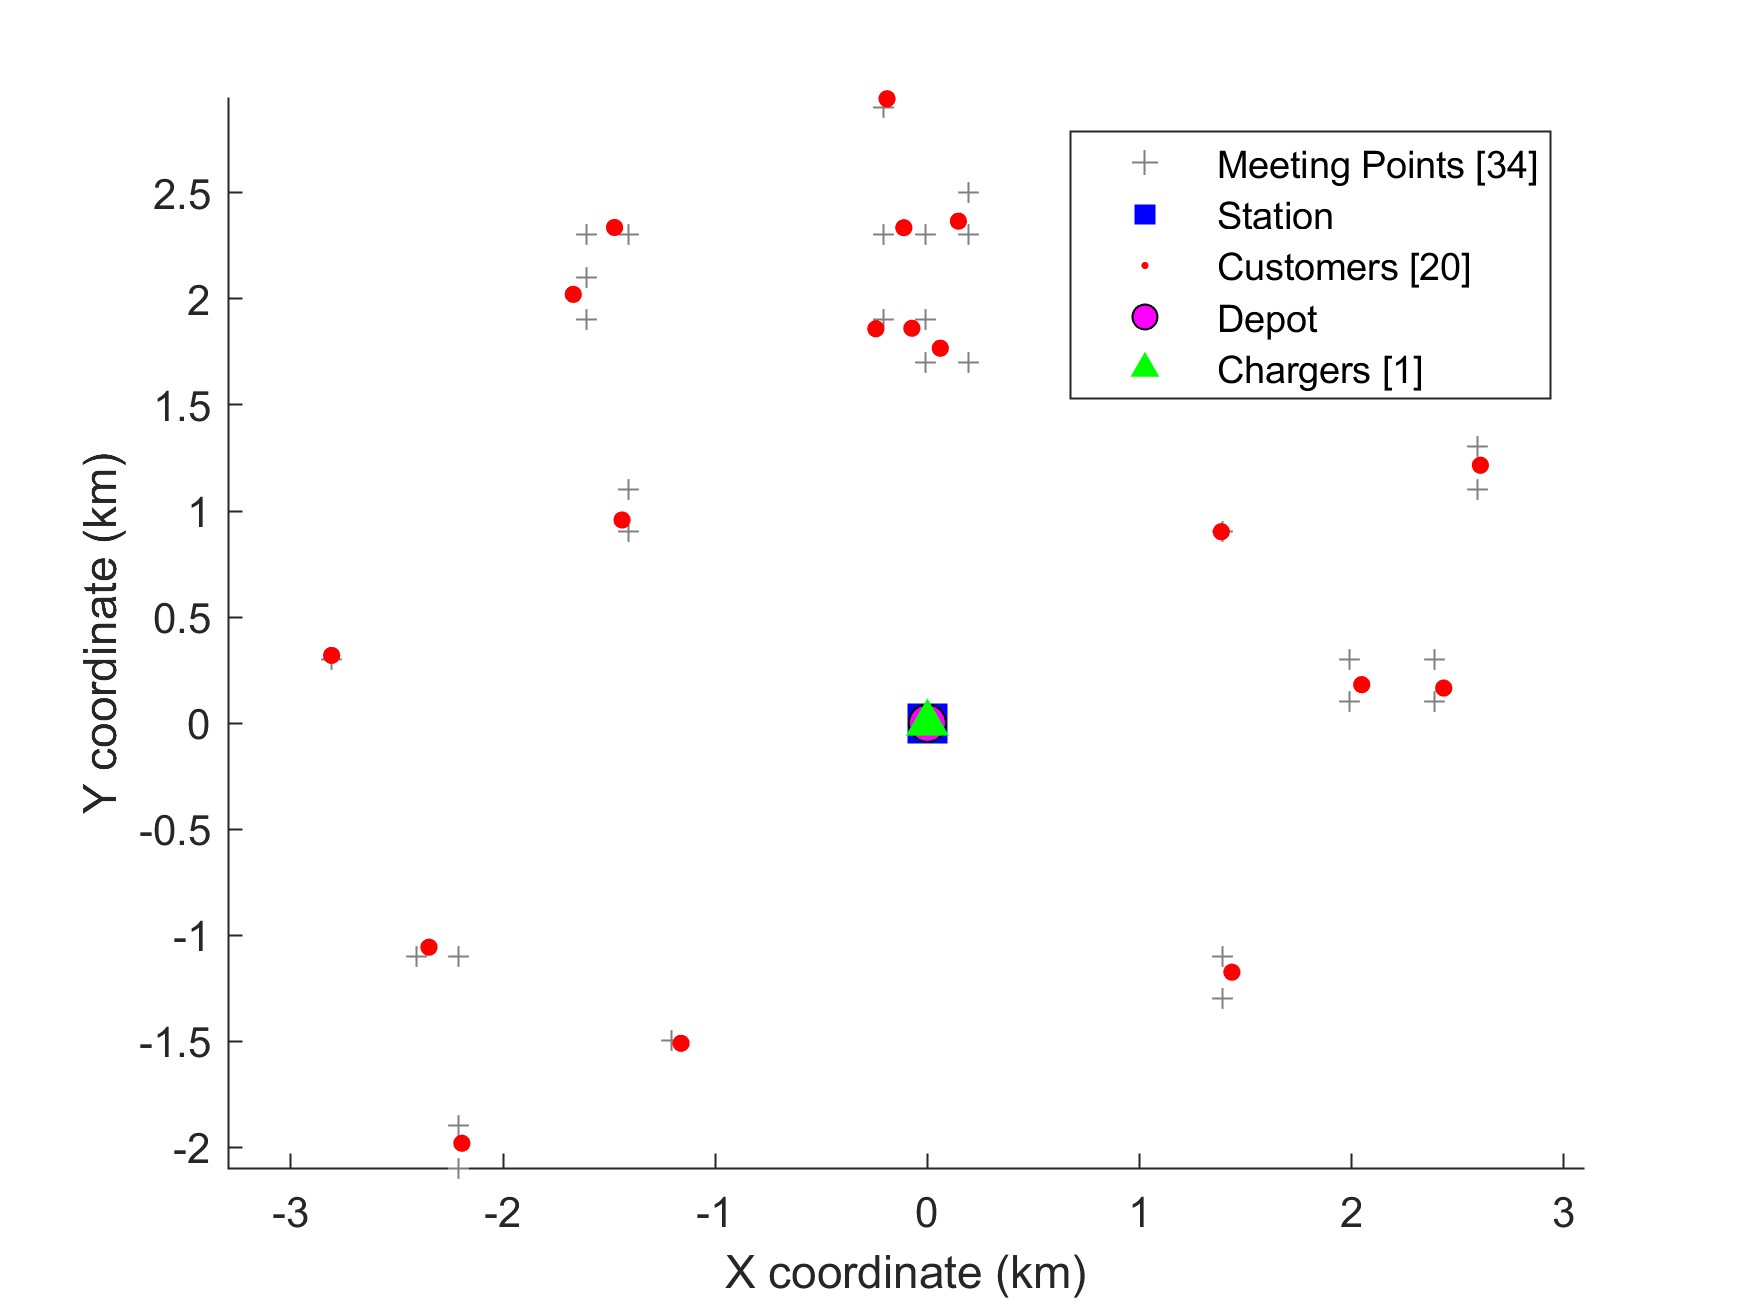 Meeting Points [34]
Station
Customers [20]
Depot
Chargers [1]
2.5
2
1.5
1
0.5
0
-0.5
-1
-1.5
-2
Y coordinate (km)
-3 -2 -1 0 1 2 3
X coordinate (km)